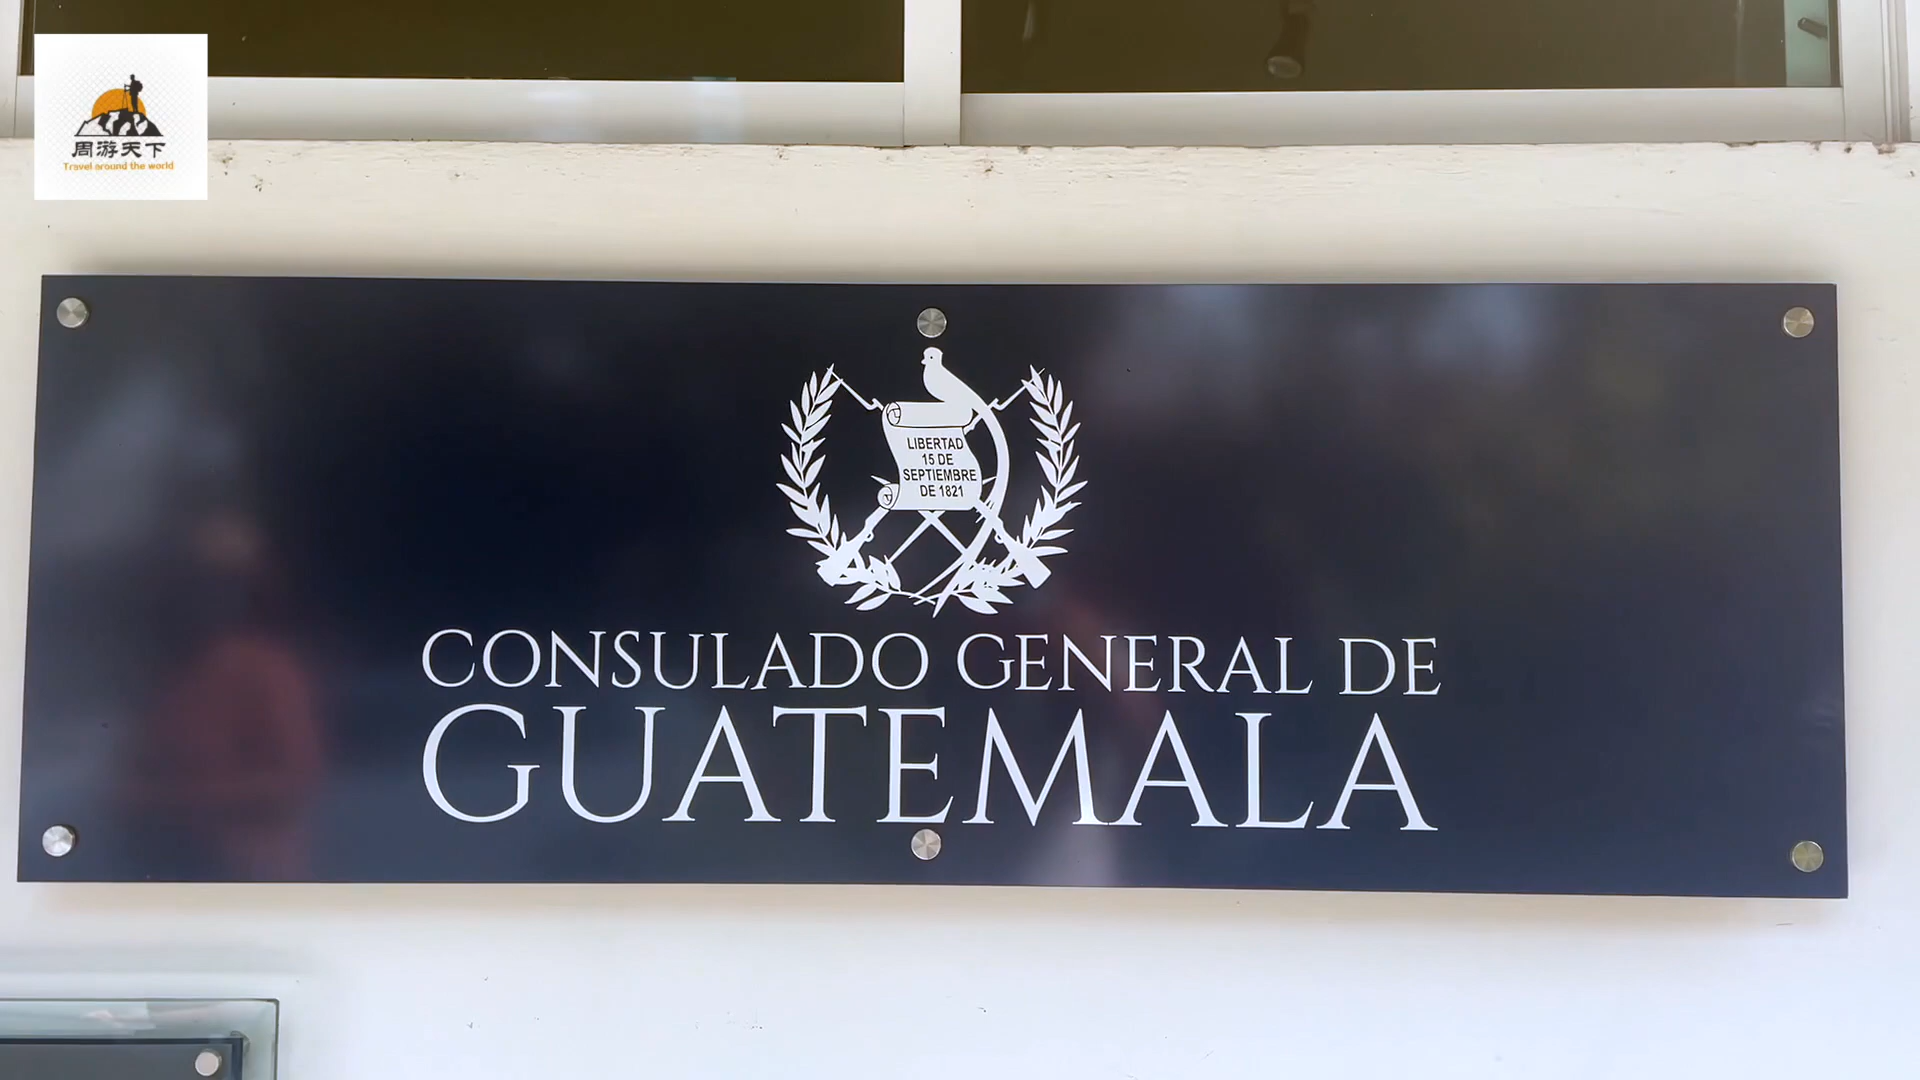 周游天下
Travel around the world
LIBERTAD
15 DE
SEPTIEMBRE
DE 1821
CONSULADO GENERAL DE
GUATEMALA